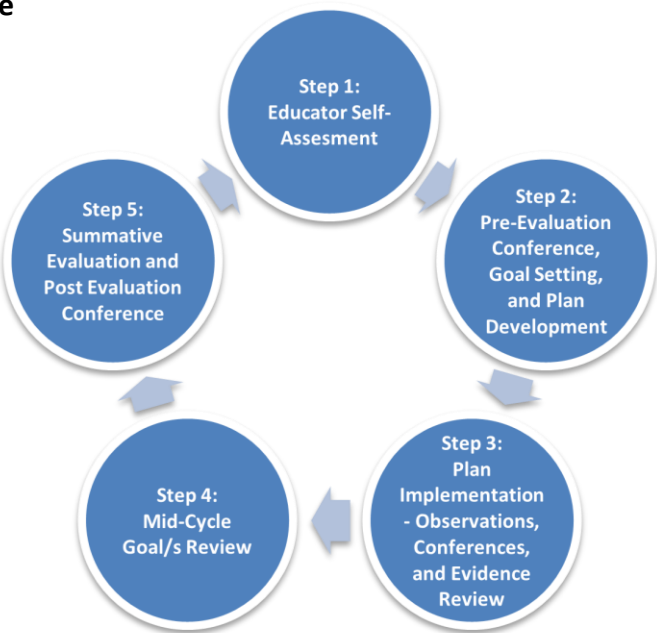 e
Step 1:
Educator Self-
Assesment
Step 2:
Pre-Evaluation
Conference,
Goal Setting,
and Plan
Development
Step 3:
Plan
Implementation
- Observations,
Conferences,
and Evidence
Review
Step 4:
Mid-Cycle
Goal/s Review
Step 5:
Summative
Evaluation and
Post Evaluation
Conference